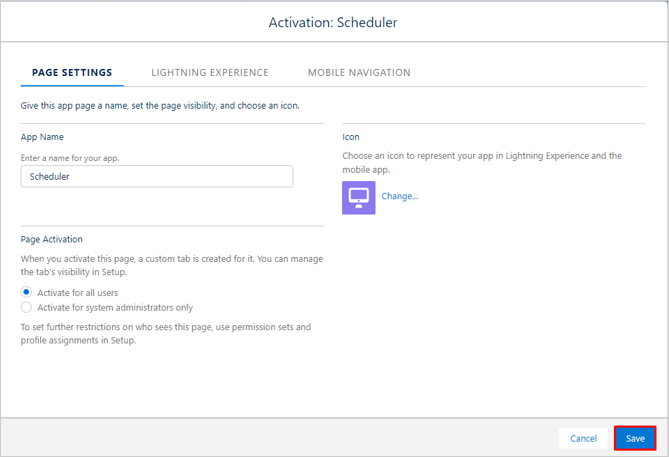 Activation: Scheduler
PAGE SETTINGS
LIGHTNING EXPERIENCE
MOBILE NAVIGATION
Give this app page a name, set the page visibility, and choose an icon.
App Name
Enter a name for your app.
Scheduler
Icon
Choose an icon to represent your app in Lightning Experience and the
mobile app.
Change...
Page Activation
When you activate this page, a custom tab is created for it. You can manage
the tab's visibility in Setup.
Activate for all users
Activate for system administrators only
To set further restrictions on who sees this page, use permission sets and
profile assignments in Setup.
Cancel
Save